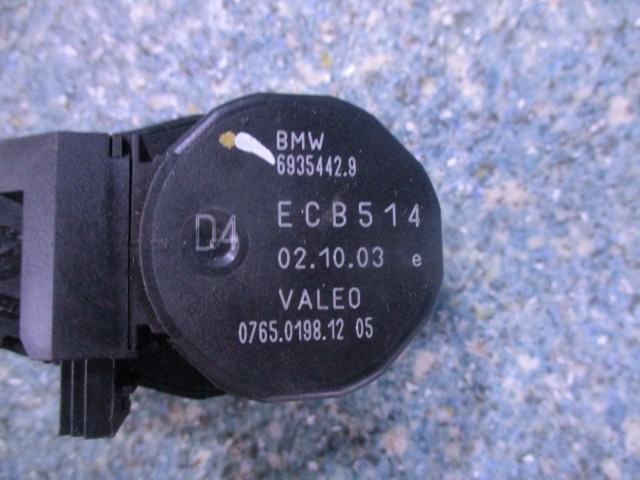 BMW
6935442.9
D4
ECB514
02.10.03 e
VALEO
0765.0198.12 05